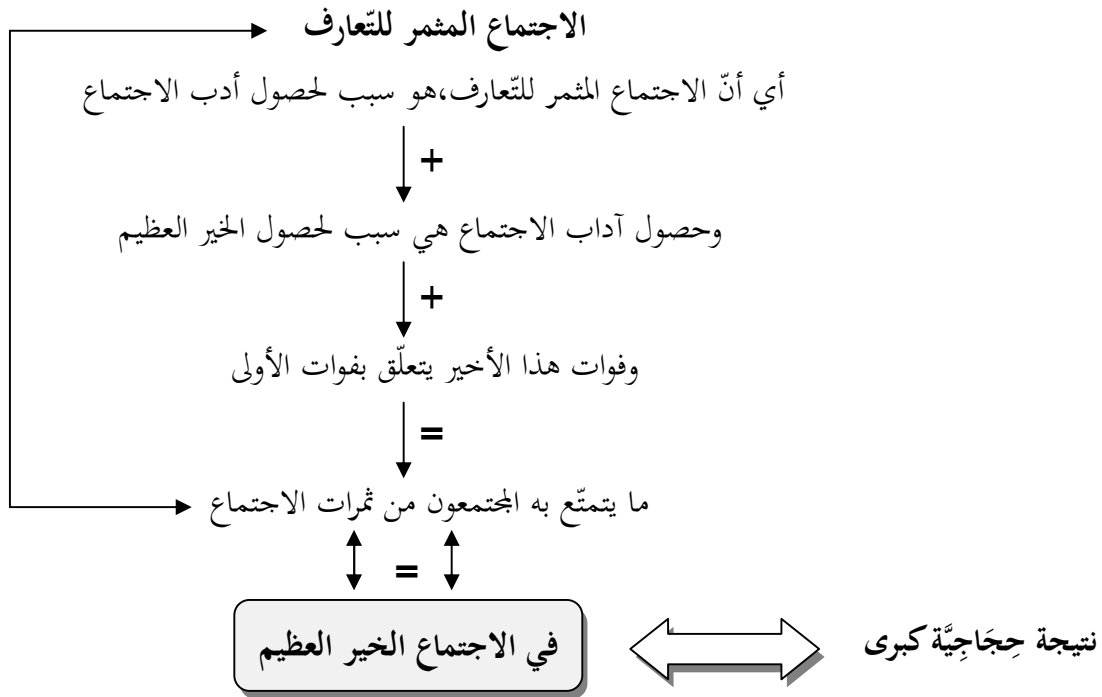 الاجتماع المثمر للتّعارف
أي أنّ الاجتماع المثمر للتّعارف،هو سبب لحصول أدب الاجتماع
+
وحصول آداب الاجتماع هي سبب لحصول الخير العظيم
+
وفوات هذا الأخير يتعلّق بفوات الأولى
=
ما يتمتّع به المجتمعون من ثمرات الاجتماع
=
في الاجتماع الخير العظيم
نتيجة حِجَاجِيَّة كبرى